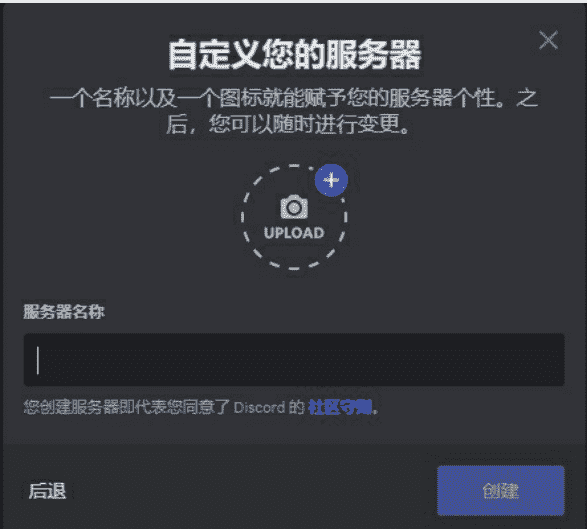 自定义您的服务器
一个名称以及一个图标就能赋予您的服务器个性。之
后，您可以随时进行变更。
UPLOAD
服务器名称
您创建服务器即代表您同意了 Discord 的 社区守则。
后退
创建